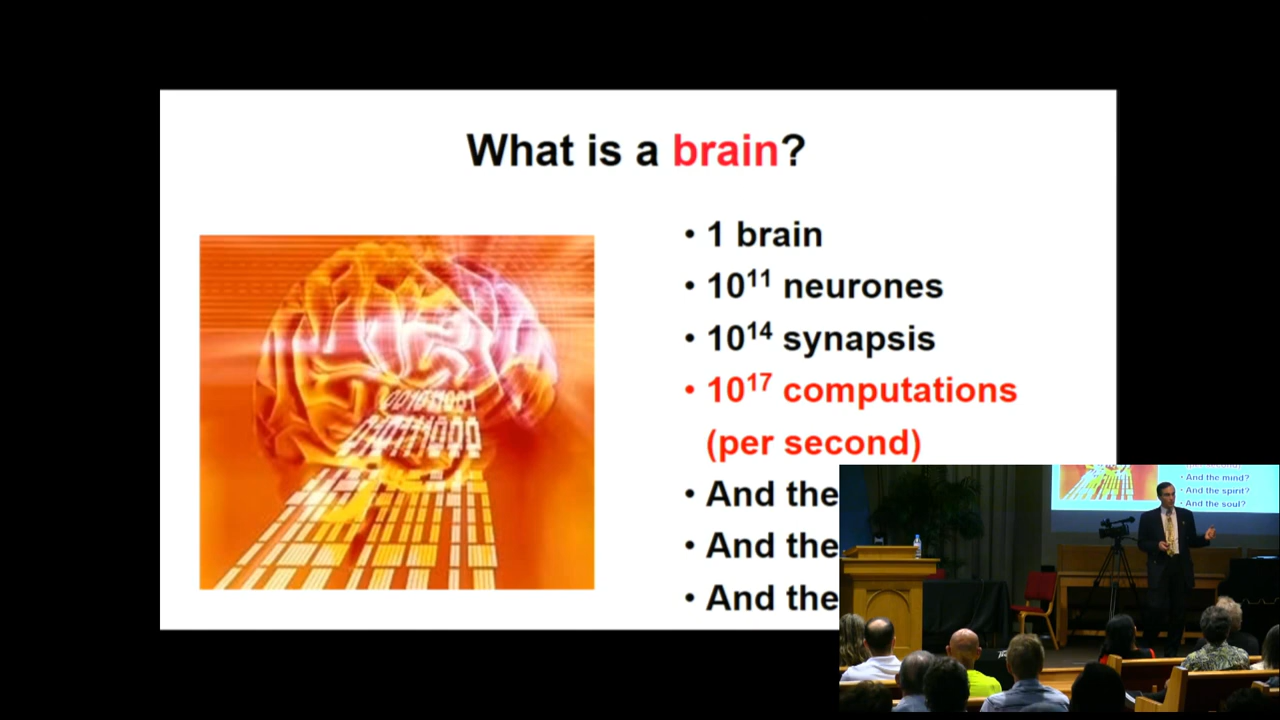 What is a brain?
• 1 brain
• 10¹¹ neurones
• 10¹⁴ synapsis
• 10¹⁷ computations
(per second)
• And the
• And the
• And the
• And the mind?
• And the spirit?
• And the soul?